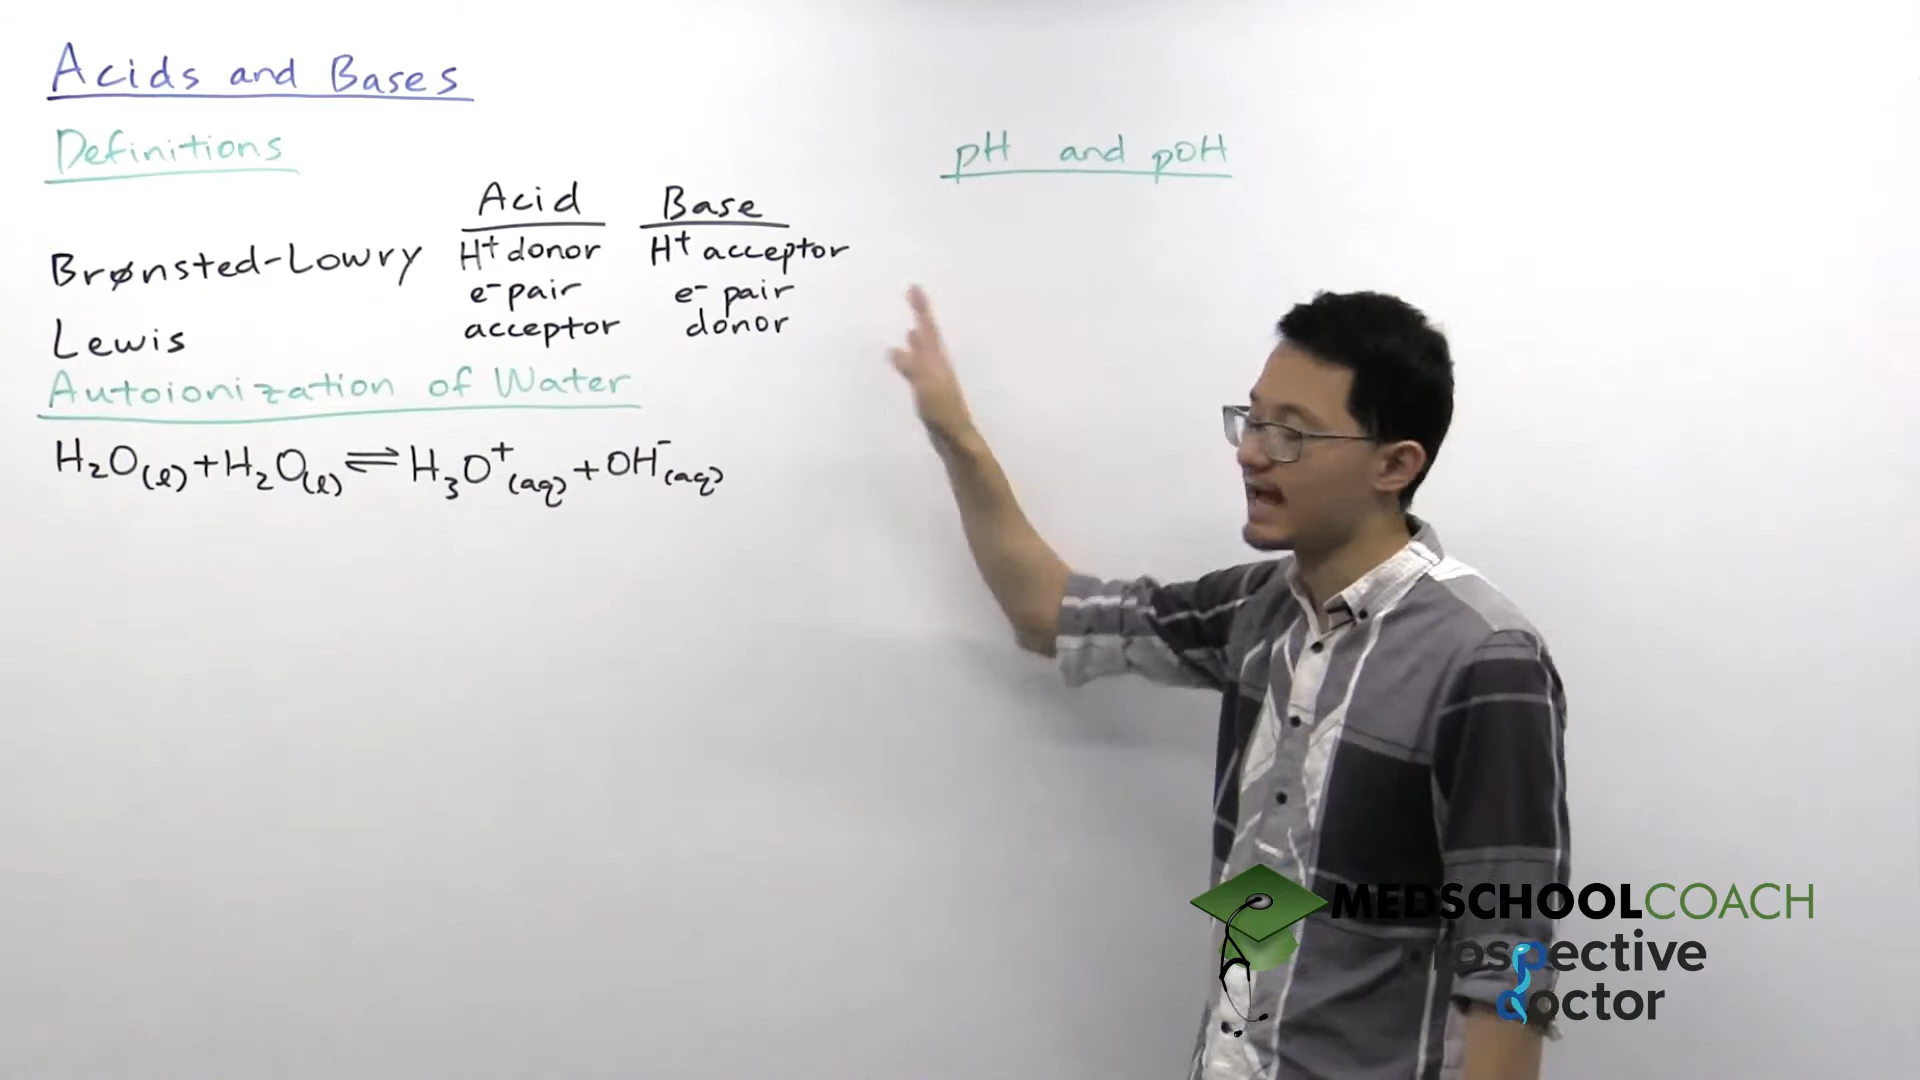 Acids and Bases
Definitions
Acid Base
Brønsted-Lowry H⁺ donor H⁺ acceptor
e⁻ pair e⁻ pair
Lewis acceptor donor
Autoionization of Water
H₂O(l) + H₂O(l) ⇌ H₃O⁺(aq) + OH⁻(aq)
pH and pOH
MEDSCHOOLCOACH
prospective
doctor